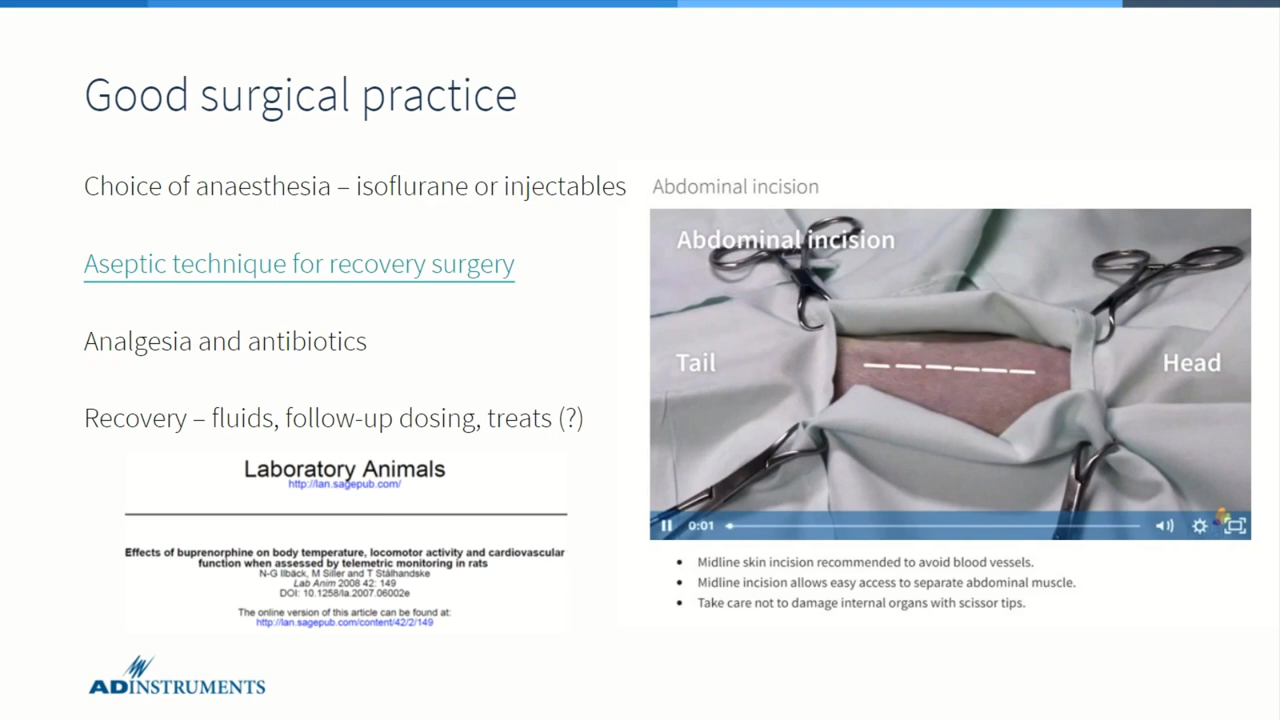 Good surgical practice
Choice of anaesthesia – isoflurane or injectables
Aseptic technique for recovery surgery
Analgesia and antibiotics
Recovery – fluids, follow-up dosing, treats (?)
Laboratory Animals
http://lan.sagepub.com/
Effects of buprenorphine on body temperature, locomotor activity and cardiovascular
function when assessed by telemetric monitoring in rats
N-G Ilbäck, M Siller and T Stålhandske
Lab Anim 2008 42: 149
DOI: 10.1258/la.2007.06002e
The online version of this article can be found at:
http://lan.sagepub.com/content/42/2/149
Abdominal incision
Abdominal incision
Tail
Head
0:01
• Midline skin incision recommended to avoid blood vessels.
• Midline incision allows easy access to separate abdominal muscle.
• Take care not to damage internal organs with scissor tips.
ADINSTRUMENTS